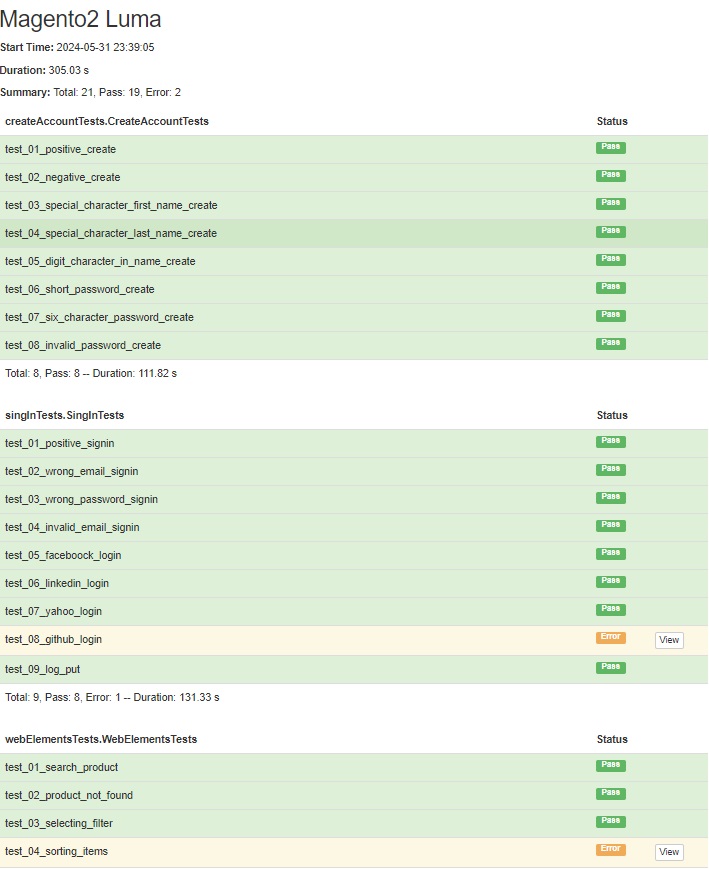 Magento2 Luma
Start Time: 2024-05-31 23:39:05
Duration: 305.03 s
Summary: Total: 21, Pass: 19, Error: 2
createAccountTests.CreateAccountTests Status
test_01_positive_create Pass
test_02_negative_create Pass
test_03_special_character_first_name_create Pass
test_04_special_character_last_name_create Pass
test_05_digit_character_in_name_create Pass
test_06_short_password_create Pass
test_07_six_character_password_create Pass
test_08_invalid_password_create Pass
Total: 8, Pass: 8 -- Duration: 111.82 s
singInTests.SingInTests Status
test_01_positive_signin Pass
test_02_wrong_email_signin Pass
test_03_wrong_password_signin Pass
test_04_invalid_email_signin Pass
test_05_faceboock_login Pass
test_06_linkedin_login Pass
test_07_yahoo_login Pass
test_08_github_login Error View
test_09_log_put Pass
Total: 9, Pass: 8, Error: 1 -- Duration: 131.33 s
webElementsTests.WebElementsTests Status
test_01_search_product Pass
test_02_product_not_found Pass
test_03_selecting_filter Pass
test_04_sorting_items Error View